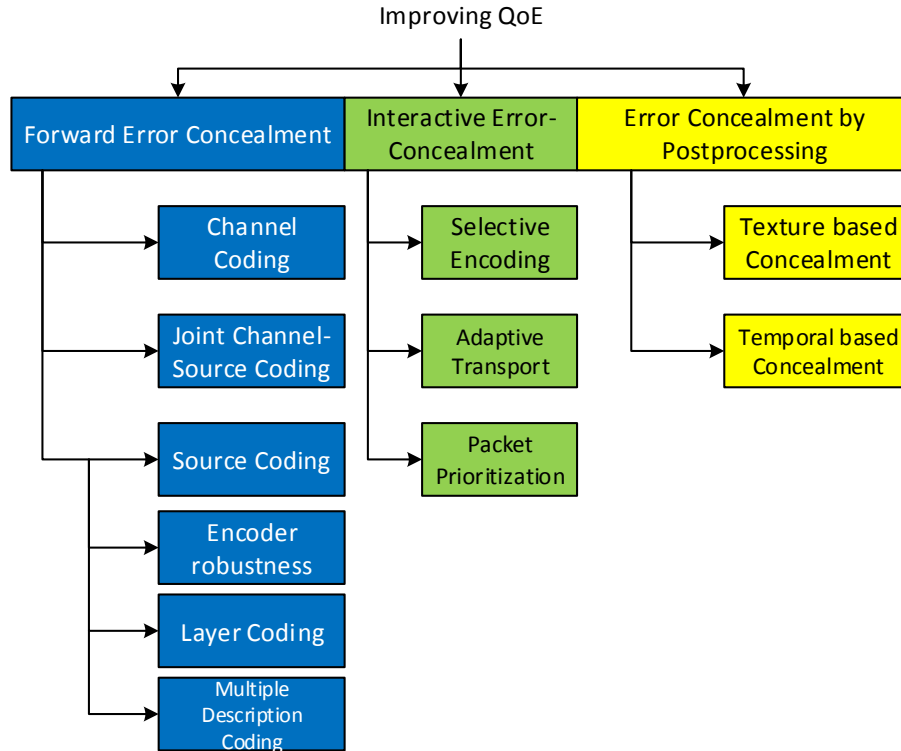 Improving QoE
Forward Error Concealment
Interactive Error-
Concealment
Error Concealment by
Postprocessing
Channel
Coding
Joint Channel-
Source Coding
Source Coding
Encoder
robustness
Layer Coding
Multiple
Description
Coding
Selective
Encoding
Adaptive
Transport
Packet
Prioritization
Texture based
Concealment
Temporal based
Concealment